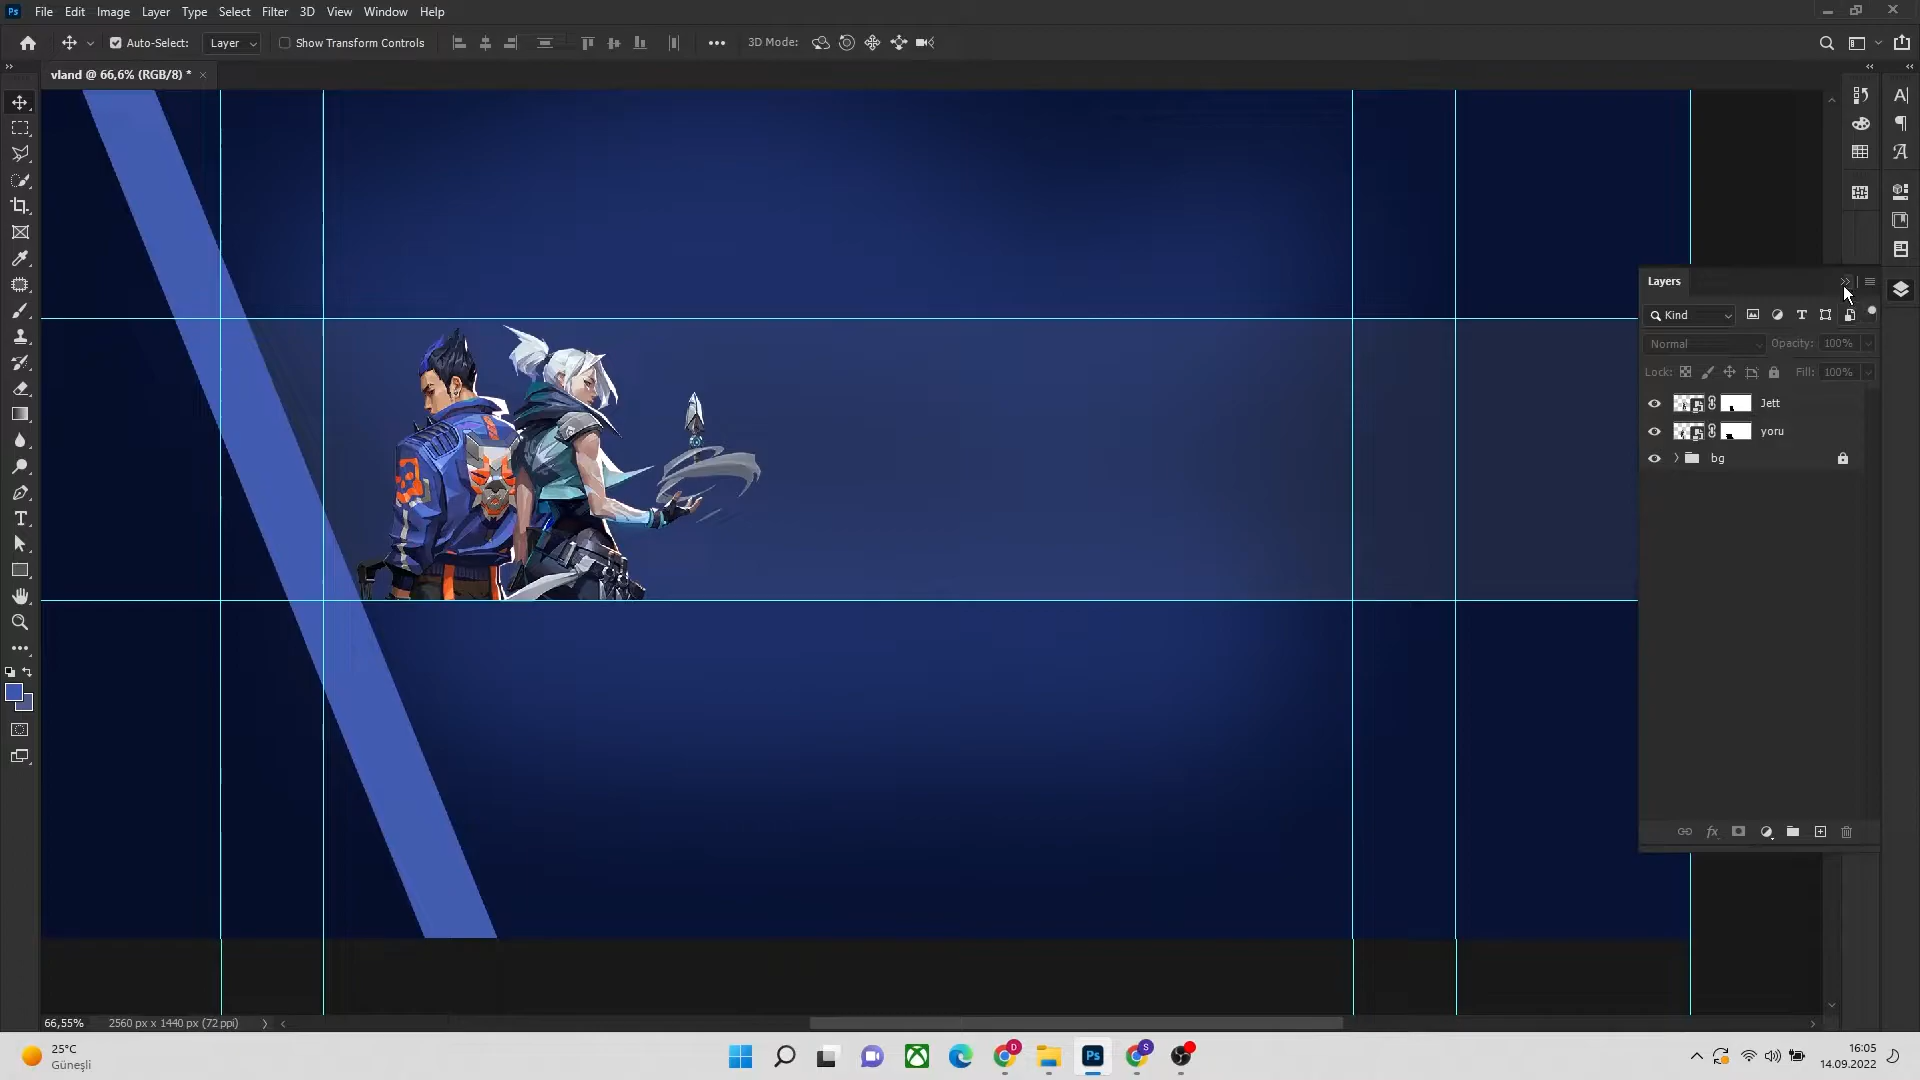 Ps File Edit Image Layer Type Select Filter 3D View Window Help
Auto-Select: Layer Show Transform Controls 3D Mode:
vland @ 66,6% (RGB/8) *
Layers
Kind
Normal Opacity: 100%
Lock: Fill: 100%
Jett
yoru
bg
66,55% 2560 px x 1440 px (72 ppi)
25°C
Güneşli
D
Ps
S
16:05
14.09.2022